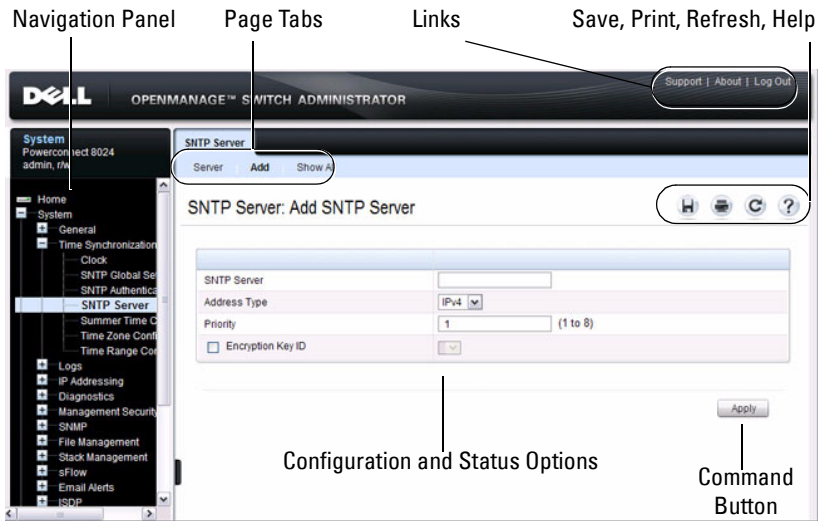 Navigation Panel
Page Tabs
Links
Save, Print, Refresh, Help
DELL
OPENMANAGE™ SWITCH ADMINISTRATOR
Support | About | Log Out
System
Powerconnect 8024
admin, r/w
SNTP Server
Server Add Show A
Home
System
General
Time Synchronization
Clock
SNTP Global Se
SNTP Authentica
SNTP Server
Summer Time C
Time Zone Confi
Time Range Cor
Logs
IP Addressing
Diagnostics
Management Security
SNMP
File Management
Stack Management
sFlow
Email Alerts
ISDP
SNTP Server: Add SNTP Server
SNTP Server
Address Type IPv4
Priority 1 (1 to 8)
Encryption Key ID
Apply
Configuration and Status Options
Command
Button